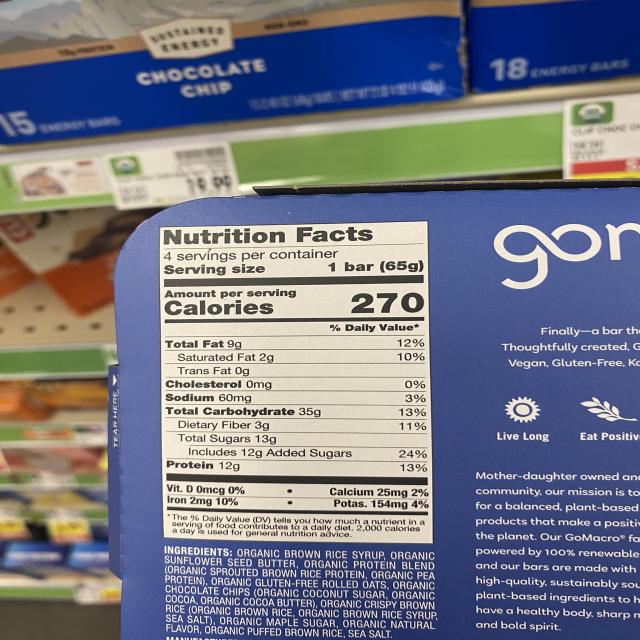 SUSTAINED
ENERGY
CHOCOLATE
CHIP
15 ENERGY BARS
18 ENERGY BARS
19.99
Nutrition Facts
4 servings per container
Serving size 1 bar (65g)
Amount per serving
Calories 270
% Daily Value*
Total Fat 9g 12%
Saturated Fat 2g 10%
Trans Fat 0g
Cholesterol 0mg 0%
Sodium 60mg 3%
Total Carbohydrate 35g 13%
Dietary Fiber 3g 11%
Total Sugars 13g
Includes 12g Added Sugars 24%
Protein 12g 13%
Vit. D 0mcg 0% • Calcium 25mg 2%
Iron 2mg 10% • Potas. 154mg 4%
*The % Daily Value (DV) tells you how much a nutrient in a
serving of food contributes to a daily diet. 2,000 calories
a day is used for general nutrition advice.
INGREDIENTS: ORGANIC BROWN RICE SYRUP, ORGANIC
SUNFLOWER SEED BUTTER, ORGANIC PROTEIN BLEND
(ORGANIC SPROUTED BROWN RICE PROTEIN, ORGANIC PEA
PROTEIN), ORGANIC GLUTEN-FREE ROLLED OATS, ORGANIC
CHOCOLATE CHIPS (ORGANIC COCONUT SUGAR, ORGANIC
COCOA, ORGANIC COCOA BUTTER), ORGANIC CRISPY BROWN
RICE (ORGANIC BROWN RICE, ORGANIC BROWN RICE SYRUP,
SEA SALT), ORGANIC MAPLE SUGAR, ORGANIC NATURAL
FLAVOR, ORGANIC PUFFED BROWN RICE, SEA SALT.
TEAR HERE
gom
Finally—a bar tha
Thoughtfully created, G
Vegan, Gluten-Free, Ko
Live Long
Eat Positiv
Mother-daughter owned and
community, our mission is to
for a balanced, plant-based
products that make a positi
the planet. Our GoMacro® fa
powered by 100% renewable
and our bars are made with
high-quality, sustainably sou
plant-based ingredients to h
have a healthy body, sharp m
and bold spirit.